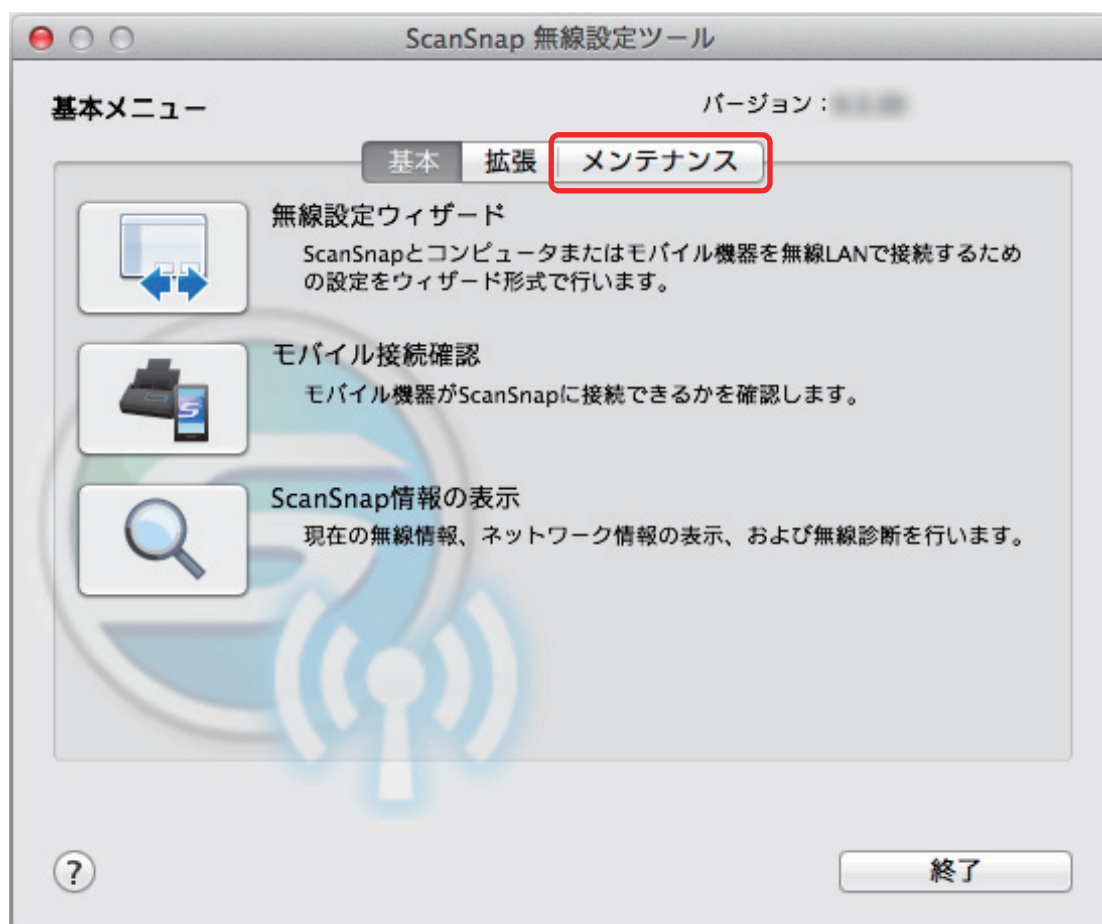 ScanSnap 無線設定ツール
基本メニュー
バージョン：
基本 拡張 メンテナンス
無線設定ウィザード
ScanSnapとコンピュータまたはモバイル機器を無線LANで接続するため
の設定をウィザード形式で行います。
モバイル接続確認
モバイル機器がScanSnapに接続できるかを確認します。
ScanSnap情報の表示
現在の無線情報、ネットワーク情報の表示、および無線診断を行います。
?
終了